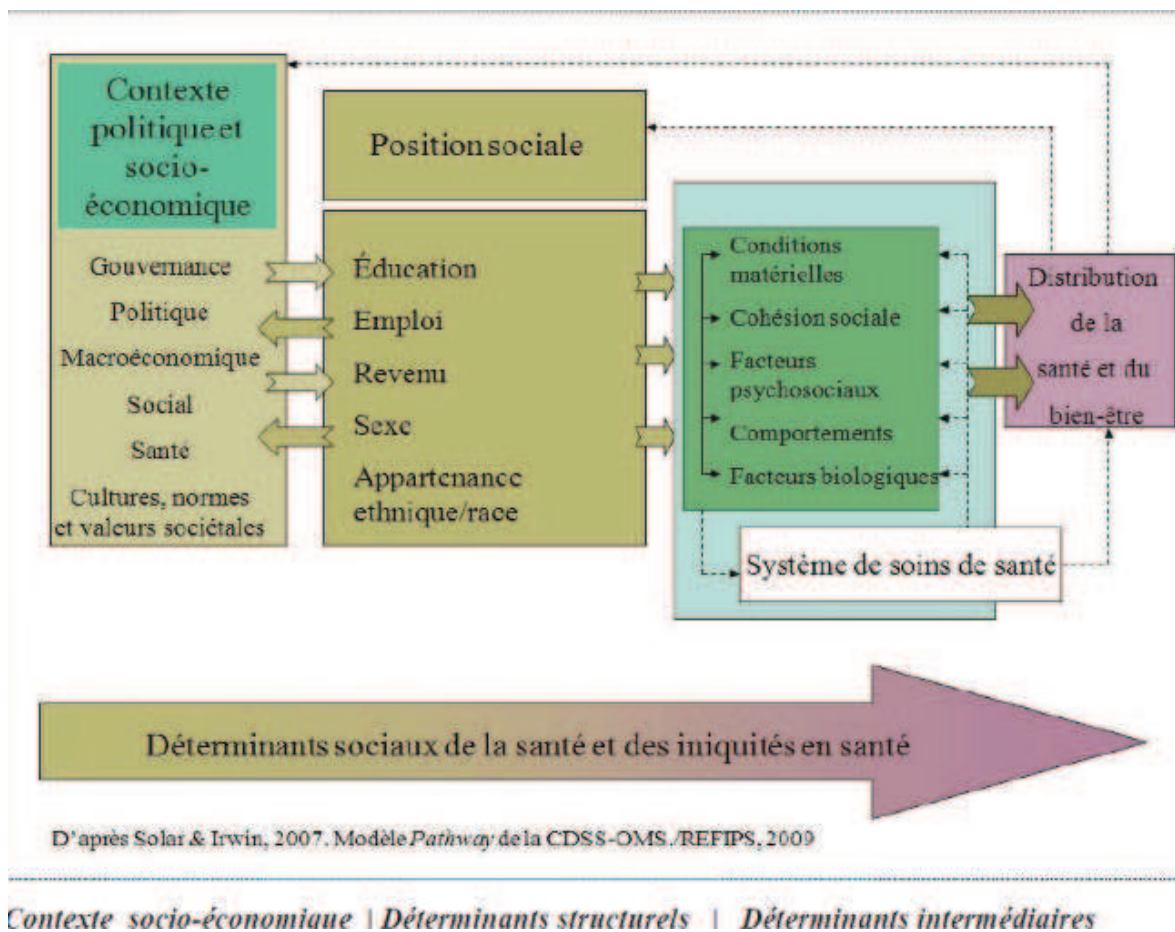 Contexte
politique et
socio-
économique
Gouvernance
Politique
Macroéconomique
Social
Santé
Cultures, normes
et valeurs sociétales
Position sociale
Éducation
Emploi
Revenu
Sexe
Appartenance
ethnique/race
Conditions
matérielles
Cohésion sociale
Facteurs
psychosociaux
Comportements
Facteurs biologiques
Système de soins de santé
Distribution
de la
santé et du
bien-être
Déterminants sociaux de la santé et des iniquités en santé
D'après Solar & Irwin, 2007. Modèle Pathway de la CDSS-OMS./REFIPS, 2009
Contexte socio-économique | Déterminants structurels | Déterminants intermédiaires